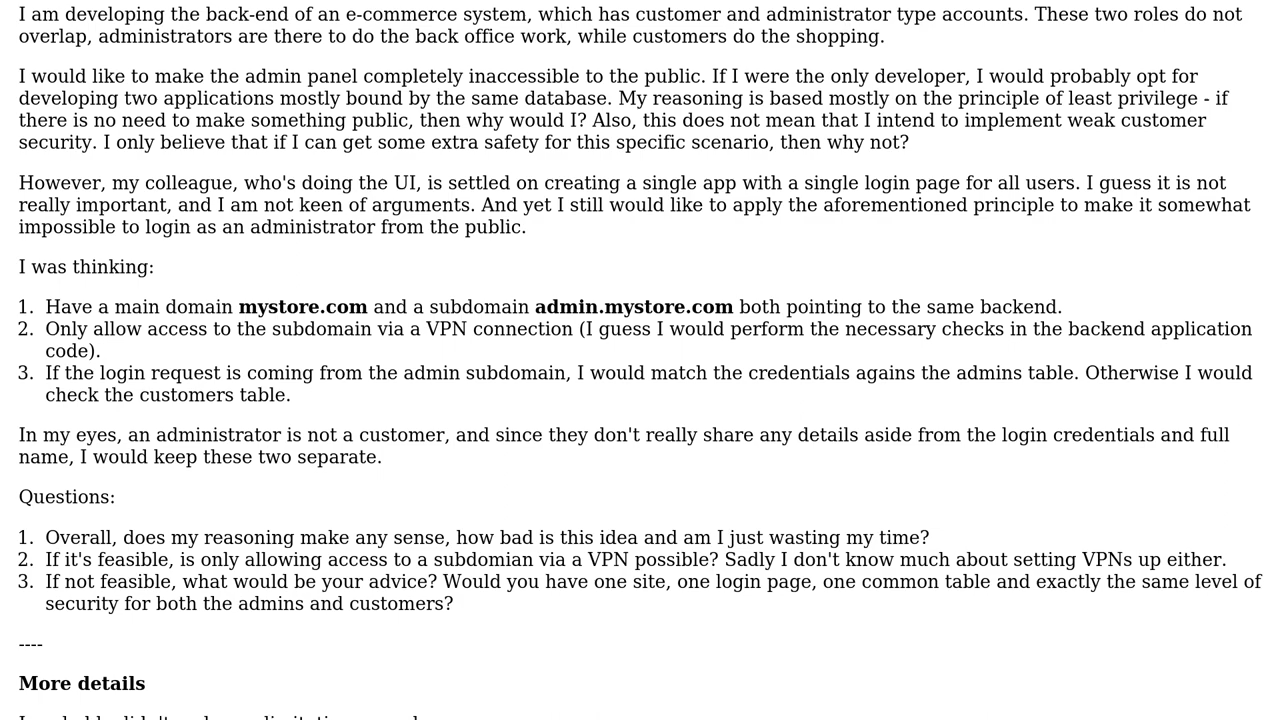 I am developing the back-end of an e-commerce system, which has customer and administrator type accounts. These two roles do not
overlap, administrators are there to do the back office work, while customers do the shopping.
I would like to make the admin panel completely inaccessible to the public. If I were the only developer, I would probably opt for
developing two applications mostly bound by the same database. My reasoning is based mostly on the principle of least privilege - if
there is no need to make something public, then why would I? Also, this does not mean that I intend to implement weak customer
security. I only believe that if I can get some extra safety for this specific scenario, then why not?
However, my colleague, who's doing the UI, is settled on creating a single app with a single login page for all users. I guess it is not
really important, and I am not keen of arguments. And yet I still would like to apply the aforementioned principle to make it somewhat
impossible to login as an administrator from the public.
I was thinking:
1. Have a main domain mystore.com and a subdomain admin.mystore.com both pointing to the same backend.
2. Only allow access to the subdomain via a VPN connection (I guess I would perform the necessary checks in the backend application
code).
3. If the login request is coming from the admin subdomain, I would match the credentials agains the admins table. Otherwise I would
check the customers table.
In my eyes, an administrator is not a customer, and since they don't really share any details aside from the login credentials and full
name, I would keep these two separate.
Questions:
1. Overall, does my reasoning make any sense, how bad is this idea and am I just wasting my time?
2. If it's feasible, is only allowing access to a subdomian via a VPN possible? Sadly I don't know much about setting VPNs up either.
3. If not feasible, what would be your advice? Would you have one site, one login page, one common table and exactly the same level of
security for both the admins and customers?
----
More details